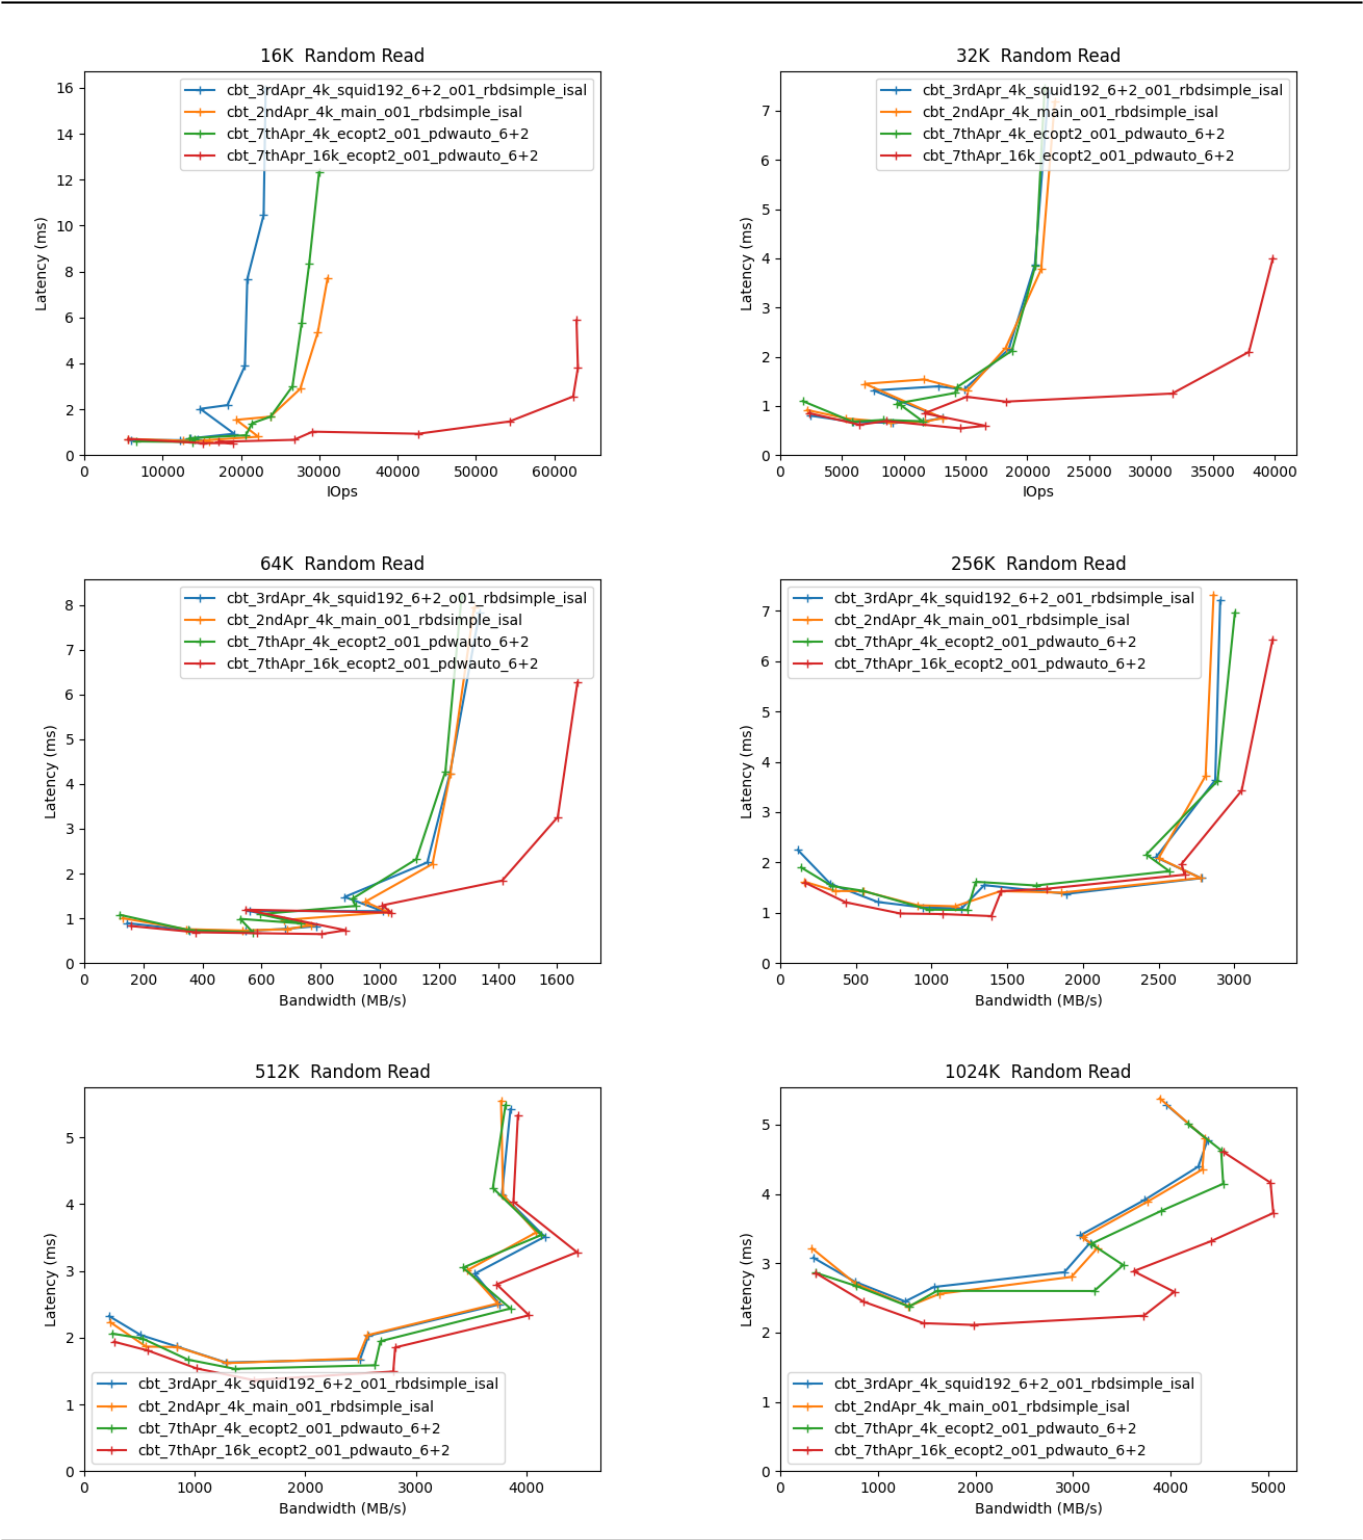 16K  Random Read
cbt_3rdApr_4k_squid192_6+2_o01_rbdsimple_isal
cbt_2ndApr_4k_main_o01_rbdsimple_isal
cbt_7thApr_4k_ecopt2_o01_pdwauto_6+2
cbt_7thApr_16k_ecopt2_o01_pdwauto_6+2
Latency (ms)
16
14
12
10
8
6
4
2
0
0 10000 20000 30000 40000 50000 60000
IOps
32K  Random Read
cbt_3rdApr_4k_squid192_6+2_o01_rbdsimple_isal
cbt_2ndApr_4k_main_o01_rbdsimple_isal
cbt_7thApr_4k_ecopt2_o01_pdwauto_6+2
cbt_7thApr_16k_ecopt2_o01_pdwauto_6+2
Latency (ms)
7
6
5
4
3
2
1
0
0 5000 10000 15000 20000 25000 30000 35000 40000
IOps
64K  Random Read
cbt_3rdApr_4k_squid192_6+2_o01_rbdsimple_isal
cbt_2ndApr_4k_main_o01_rbdsimple_isal
cbt_7thApr_4k_ecopt2_o01_pdwauto_6+2
cbt_7thApr_16k_ecopt2_o01_pdwauto_6+2
Latency (ms)
8
7
6
5
4
3
2
1
0
0 200 400 600 800 1000 1200 1400 1600
Bandwidth (MB/s)
256K  Random Read
cbt_3rdApr_4k_squid192_6+2_o01_rbdsimple_isal
cbt_2ndApr_4k_main_o01_rbdsimple_isal
cbt_7thApr_4k_ecopt2_o01_pdwauto_6+2
cbt_7thApr_16k_ecopt2_o01_pdwauto_6+2
Latency (ms)
7
6
5
4
3
2
1
0
0 500 1000 1500 2000 2500 3000
Bandwidth (MB/s)
512K  Random Read
Latency (ms)
5
4
3
2
1
0
cbt_3rdApr_4k_squid192_6+2_o01_rbdsimple_isal
cbt_2ndApr_4k_main_o01_rbdsimple_isal
cbt_7thApr_4k_ecopt2_o01_pdwauto_6+2
cbt_7thApr_16k_ecopt2_o01_pdwauto_6+2
0 1000 2000 3000 4000
Bandwidth (MB/s)
1024K  Random Read
Latency (ms)
5
4
3
2
1
0
cbt_3rdApr_4k_squid192_6+2_o01_rbdsimple_isal
cbt_2ndApr_4k_main_o01_rbdsimple_isal
cbt_7thApr_4k_ecopt2_o01_pdwauto_6+2
cbt_7thApr_16k_ecopt2_o01_pdwauto_6+2
0 1000 2000 3000 4000 5000
Bandwidth (MB/s)